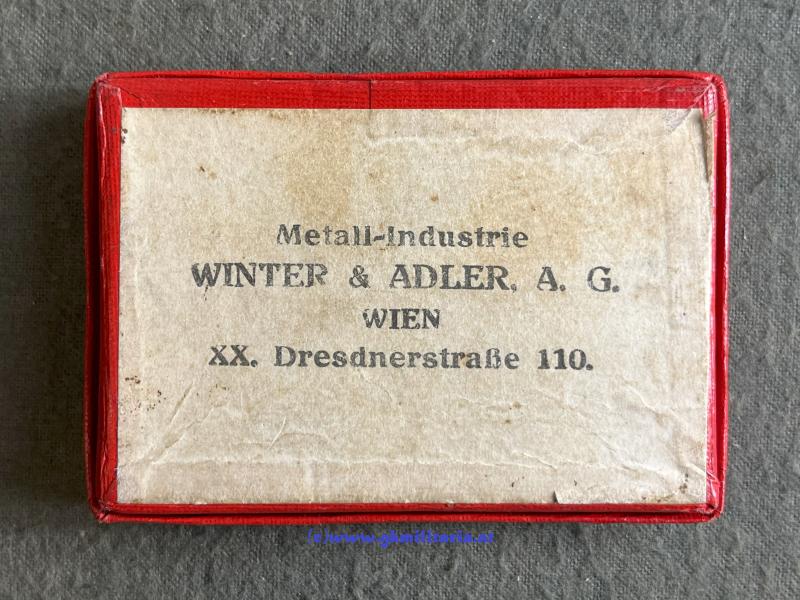 Metall-Industrie
WINTER & ADLER, A. G.
WIEN
XX. Dresdnerstraße 110.
(c)www.gkmilitaria.at